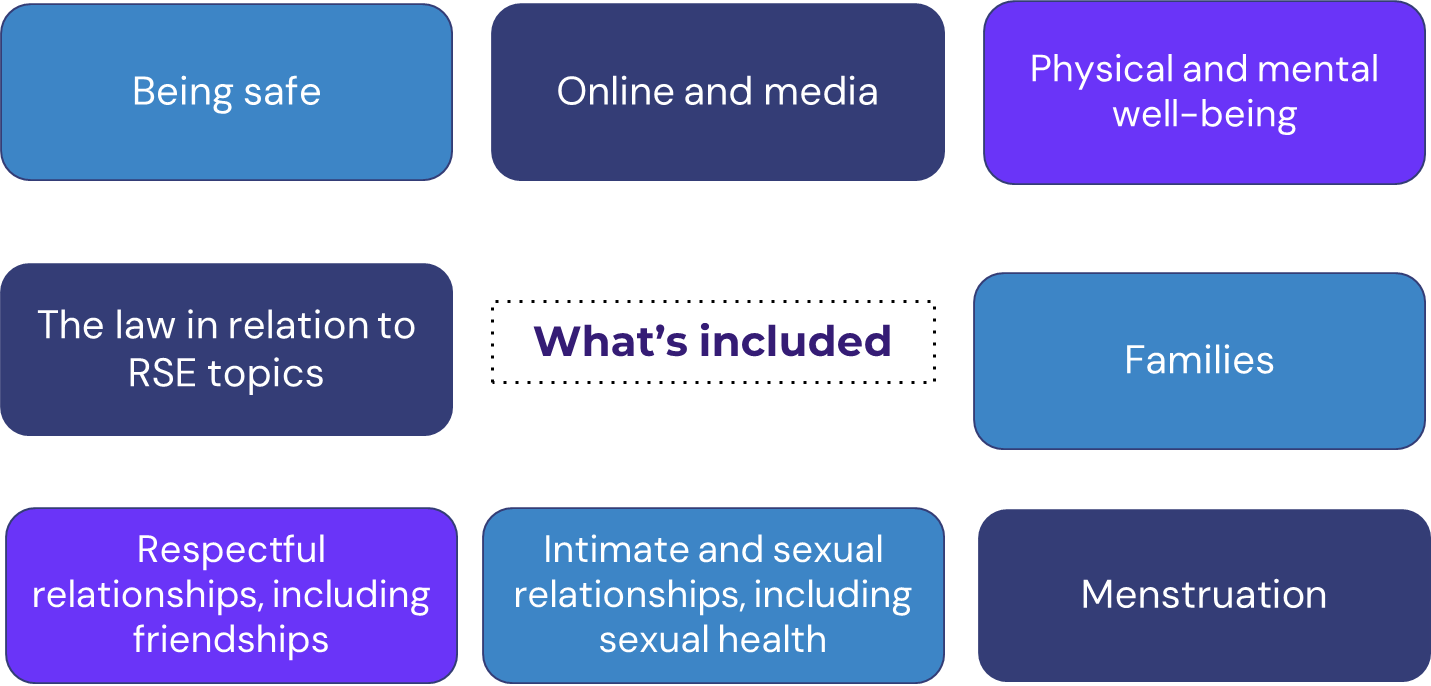 Being safe
Online and media
Physical and mental
well-being
The law in relation to
RSE topics
What’s included
Families
Respectful
relationships, including
friendships
Intimate and sexual
relationships, including
sexual health
Menstruation